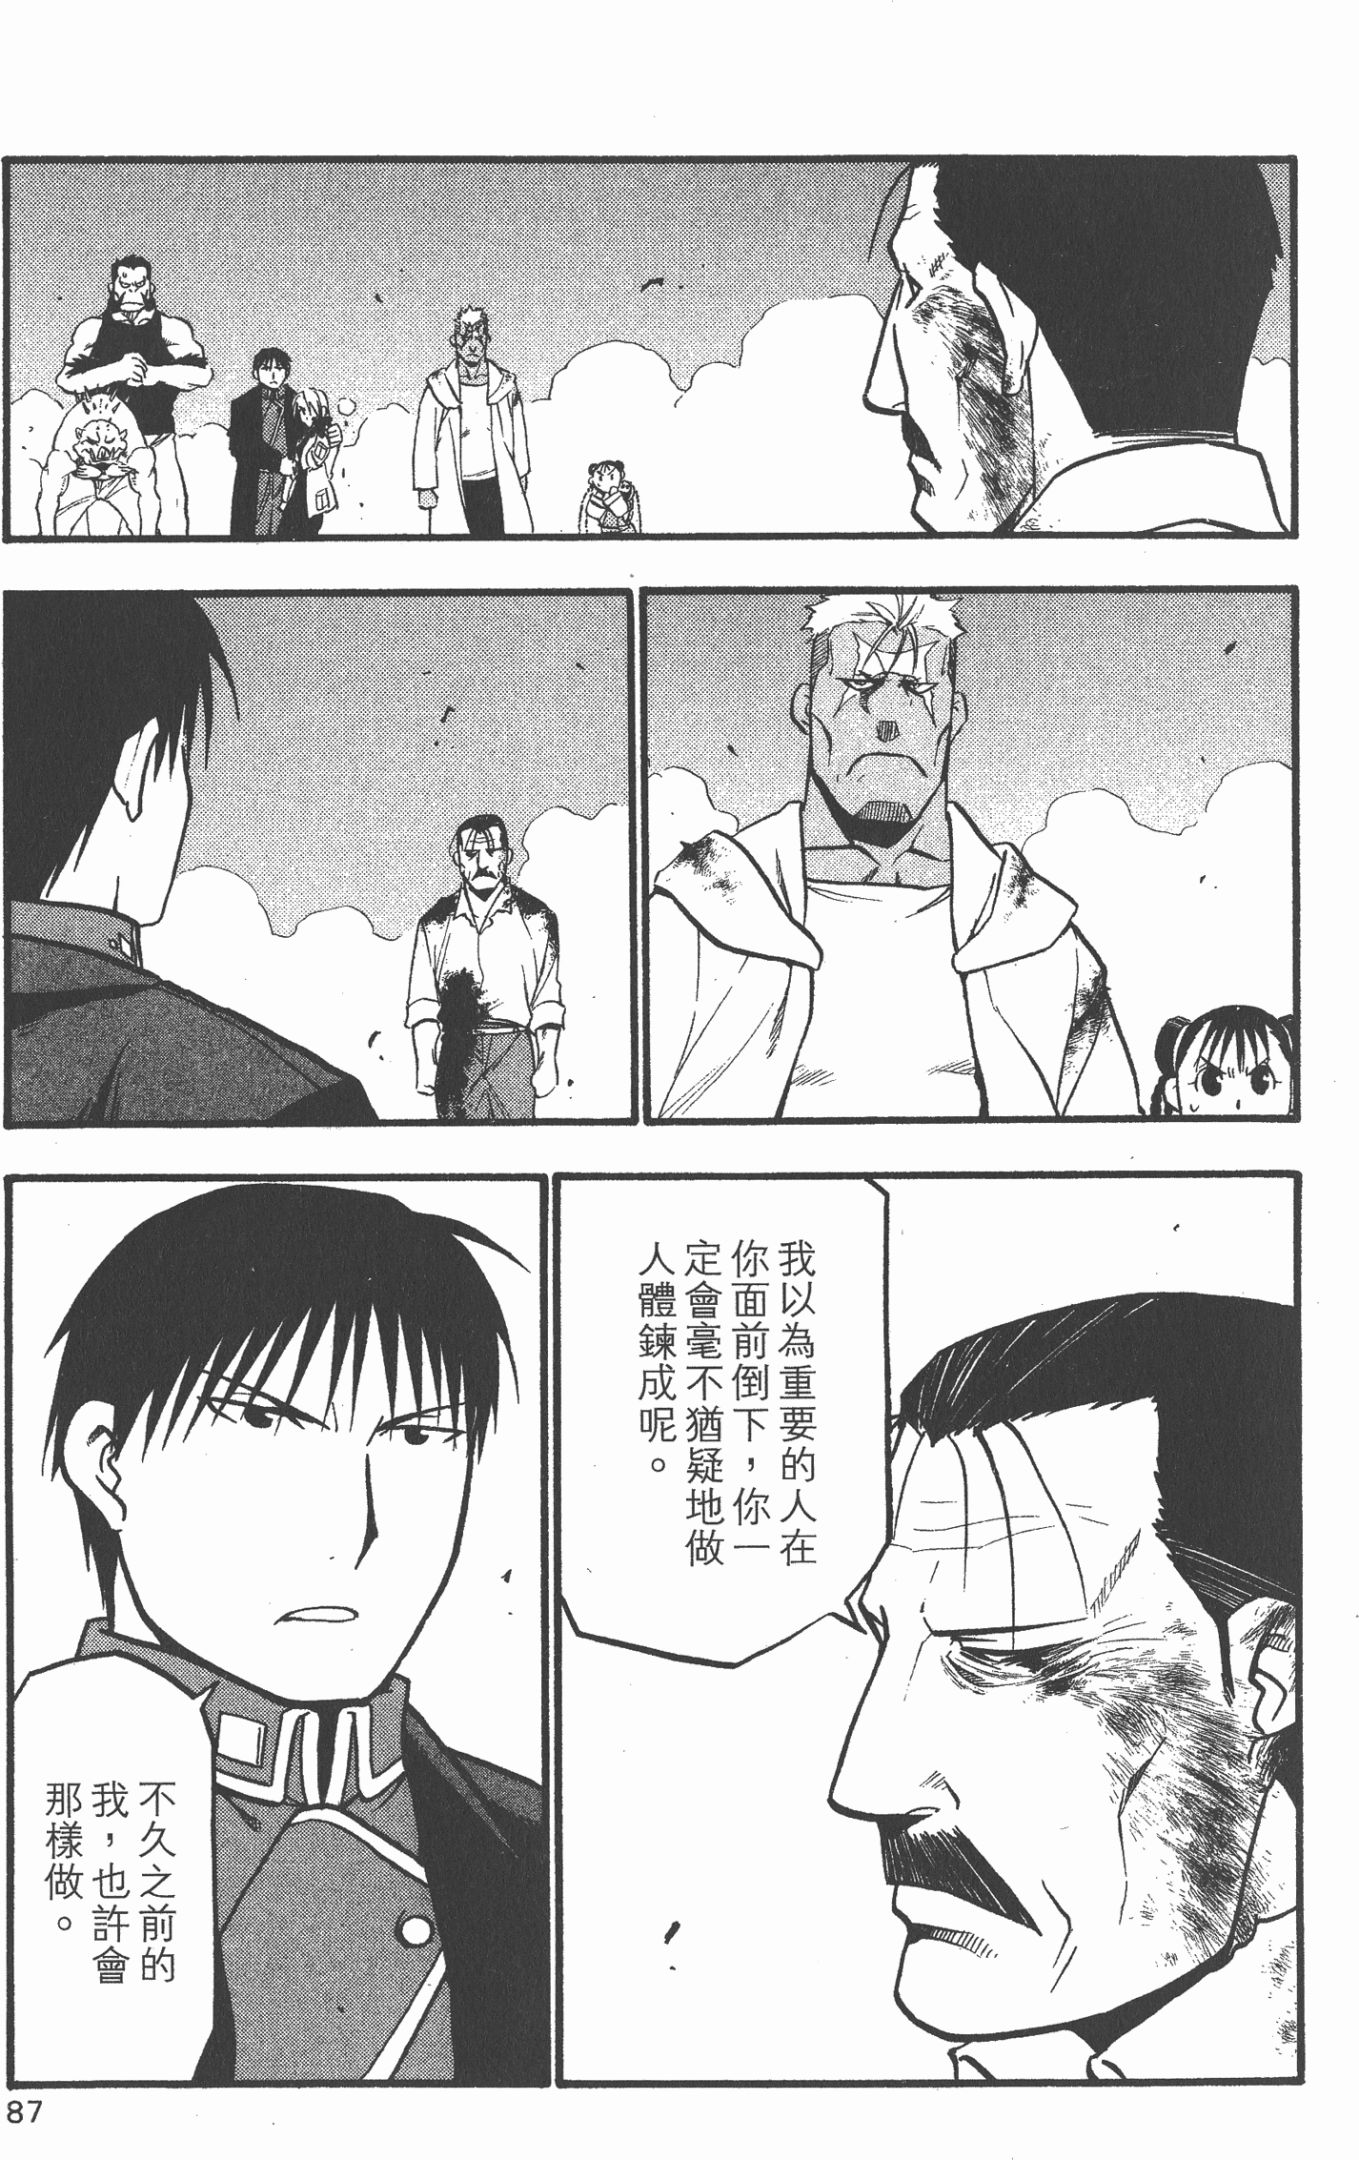 我以為重要的人在
你面前倒下，你一
定會毫不猶疑地做
人體鍊成呢。
不久之前的
我，也許會
那樣做。
87